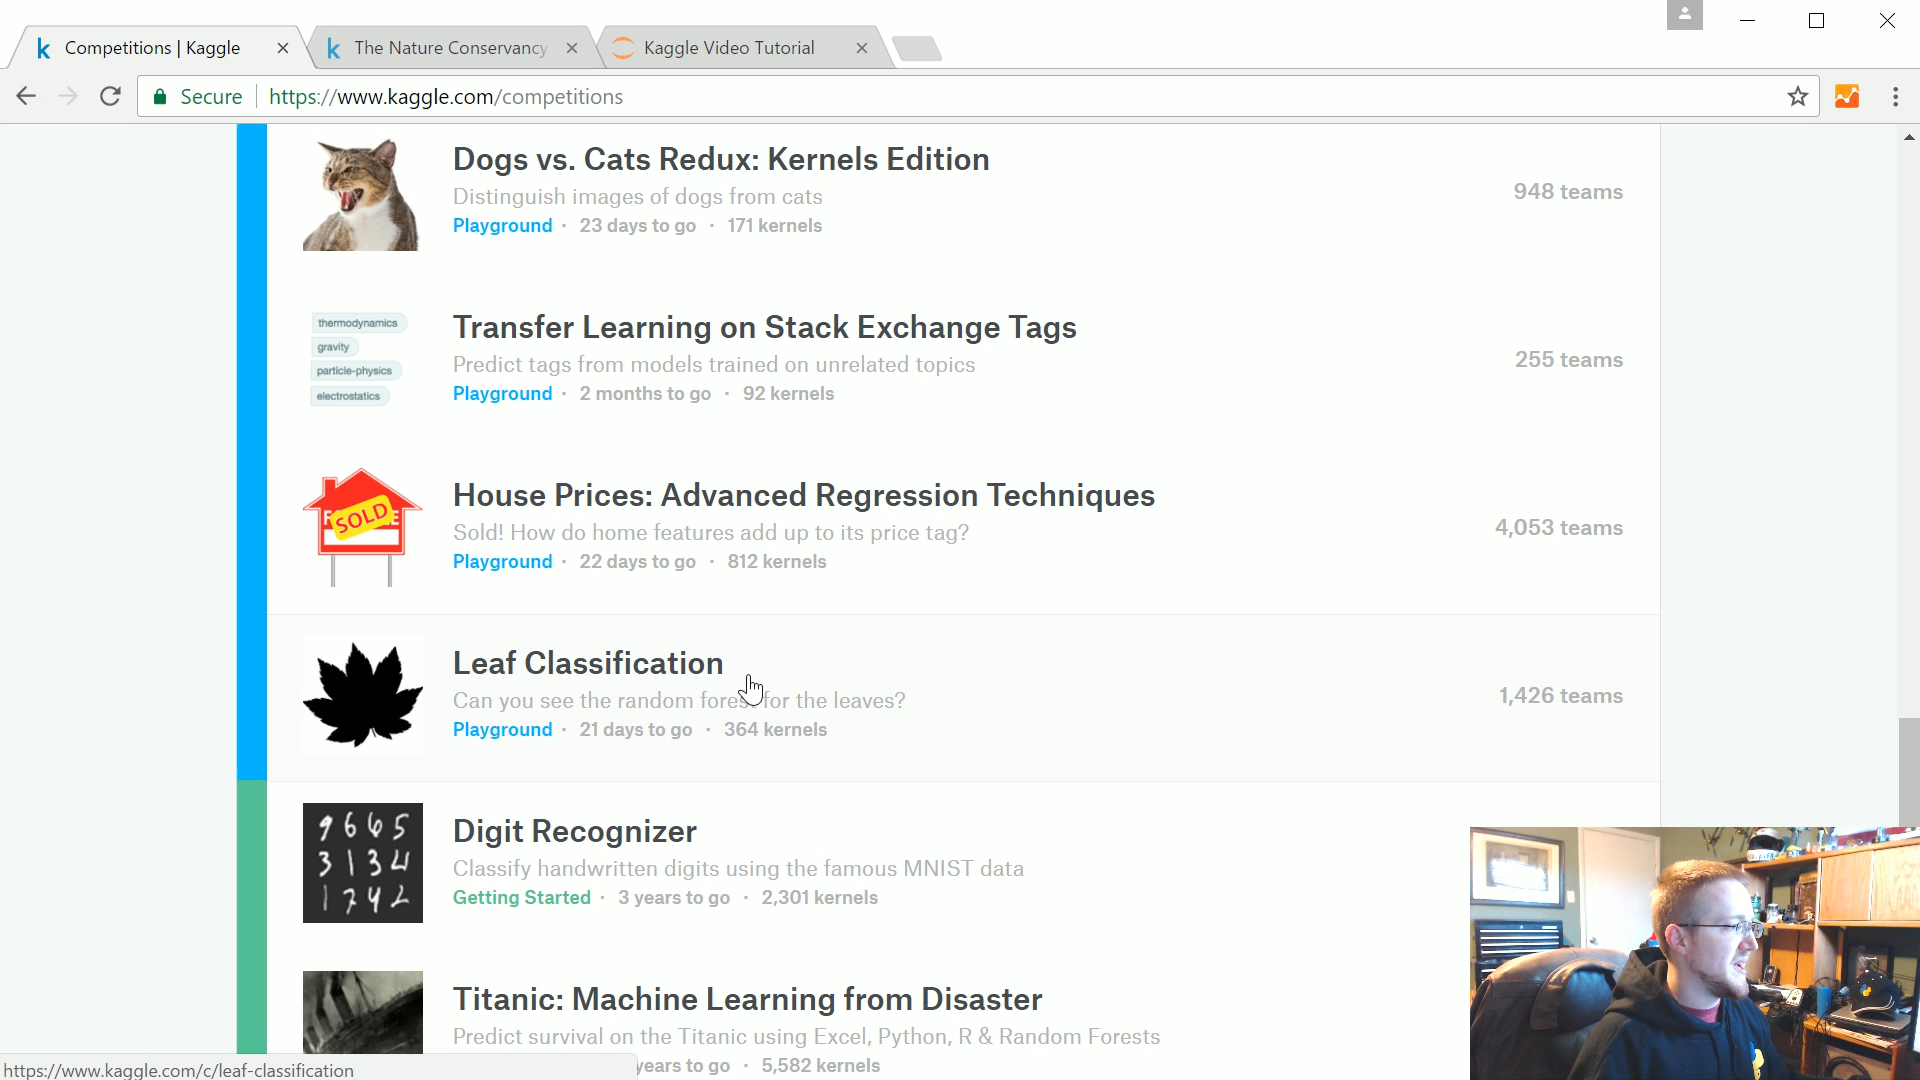 Competitions | Kaggle
The Nature Conservancy
Kaggle Video Tutorial
Secure
https://www.kaggle.com/competitions
Dogs vs. Cats Redux: Kernels Edition
Distinguish images of dogs from cats
Playground · 23 days to go · 171 kernels
948 teams
thermodynamics
gravity
particle-physics
electrostatics
Transfer Learning on Stack Exchange Tags
Predict tags from models trained on unrelated topics
Playground · 2 months to go · 92 kernels
255 teams
SOLD
House Prices: Advanced Regression Techniques
Sold! How do home features add up to its price tag?
Playground · 22 days to go · 812 kernels
4,053 teams
Leaf Classification
Can you see the random forest for the leaves?
Playground · 21 days to go · 364 kernels
1,426 teams
9 6 6 5
3 1 3 4
1 7 4 2
Digit Recognizer
Classify handwritten digits using the famous MNIST data
Getting Started · 3 years to go · 2,301 kernels
Titanic: Machine Learning from Disaster
Predict survival on the Titanic using Excel, Python, R & Random Forests
years to go · 5,582 kernels
https://www.kaggle.com/c/leaf-classification